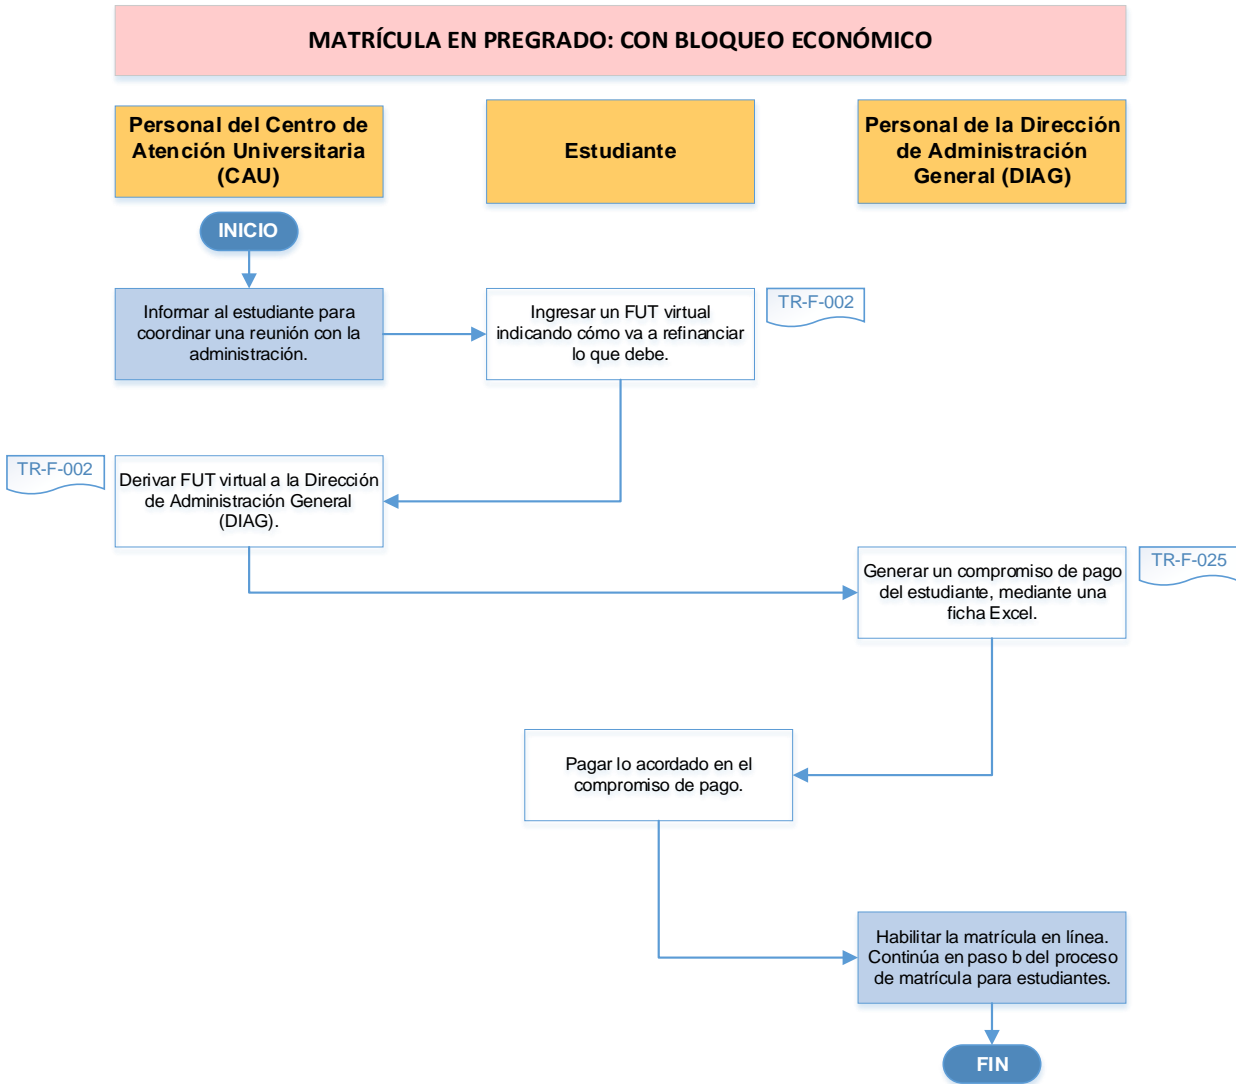 MATRÍCULA EN PREGRADO: CON BLOQUEO ECONÓMICO
Personal del Centro de
Atención Universitaria
(CAU)
Estudiante
Personal de la Dirección
de Administración
General (DIAG)
INICIO
Informar al estudiante para
coordinar una reunión con la
administración.
Ingresar un FUT virtual
indicando cómo va a refinanciar
lo que debe.
TR-F-002
TR-F-002
Derivar FUT virtual a la Dirección
de Administración General
(DIAG).
Generar un compromiso de pago
del estudiante, mediante una
ficha Excel.
TR-F-025
Pagar lo acordado en el
compromiso de pago.
Habilitar la matrícula en línea.
Continúa en paso b del proceso
de matrícula para estudiantes.
FIN